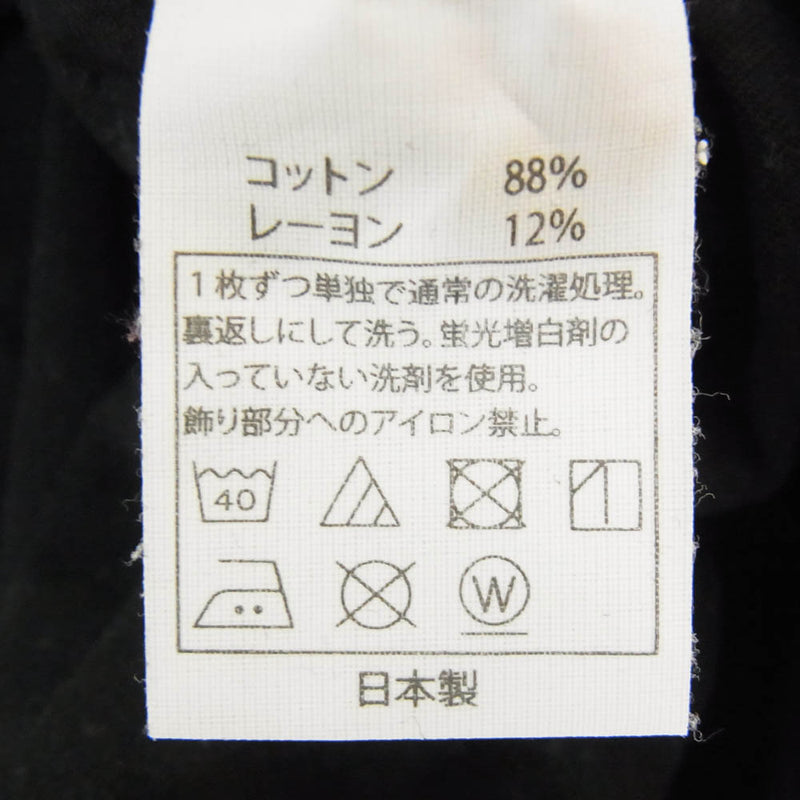 コットン 88%
レーヨン 12%
1枚ずつ単独で通常の洗濯処理。
裏返しにして洗う。蛍光増白剤の
入っていない洗剤を使用。
飾り部分へのアイロン禁止。
40
W
日本製